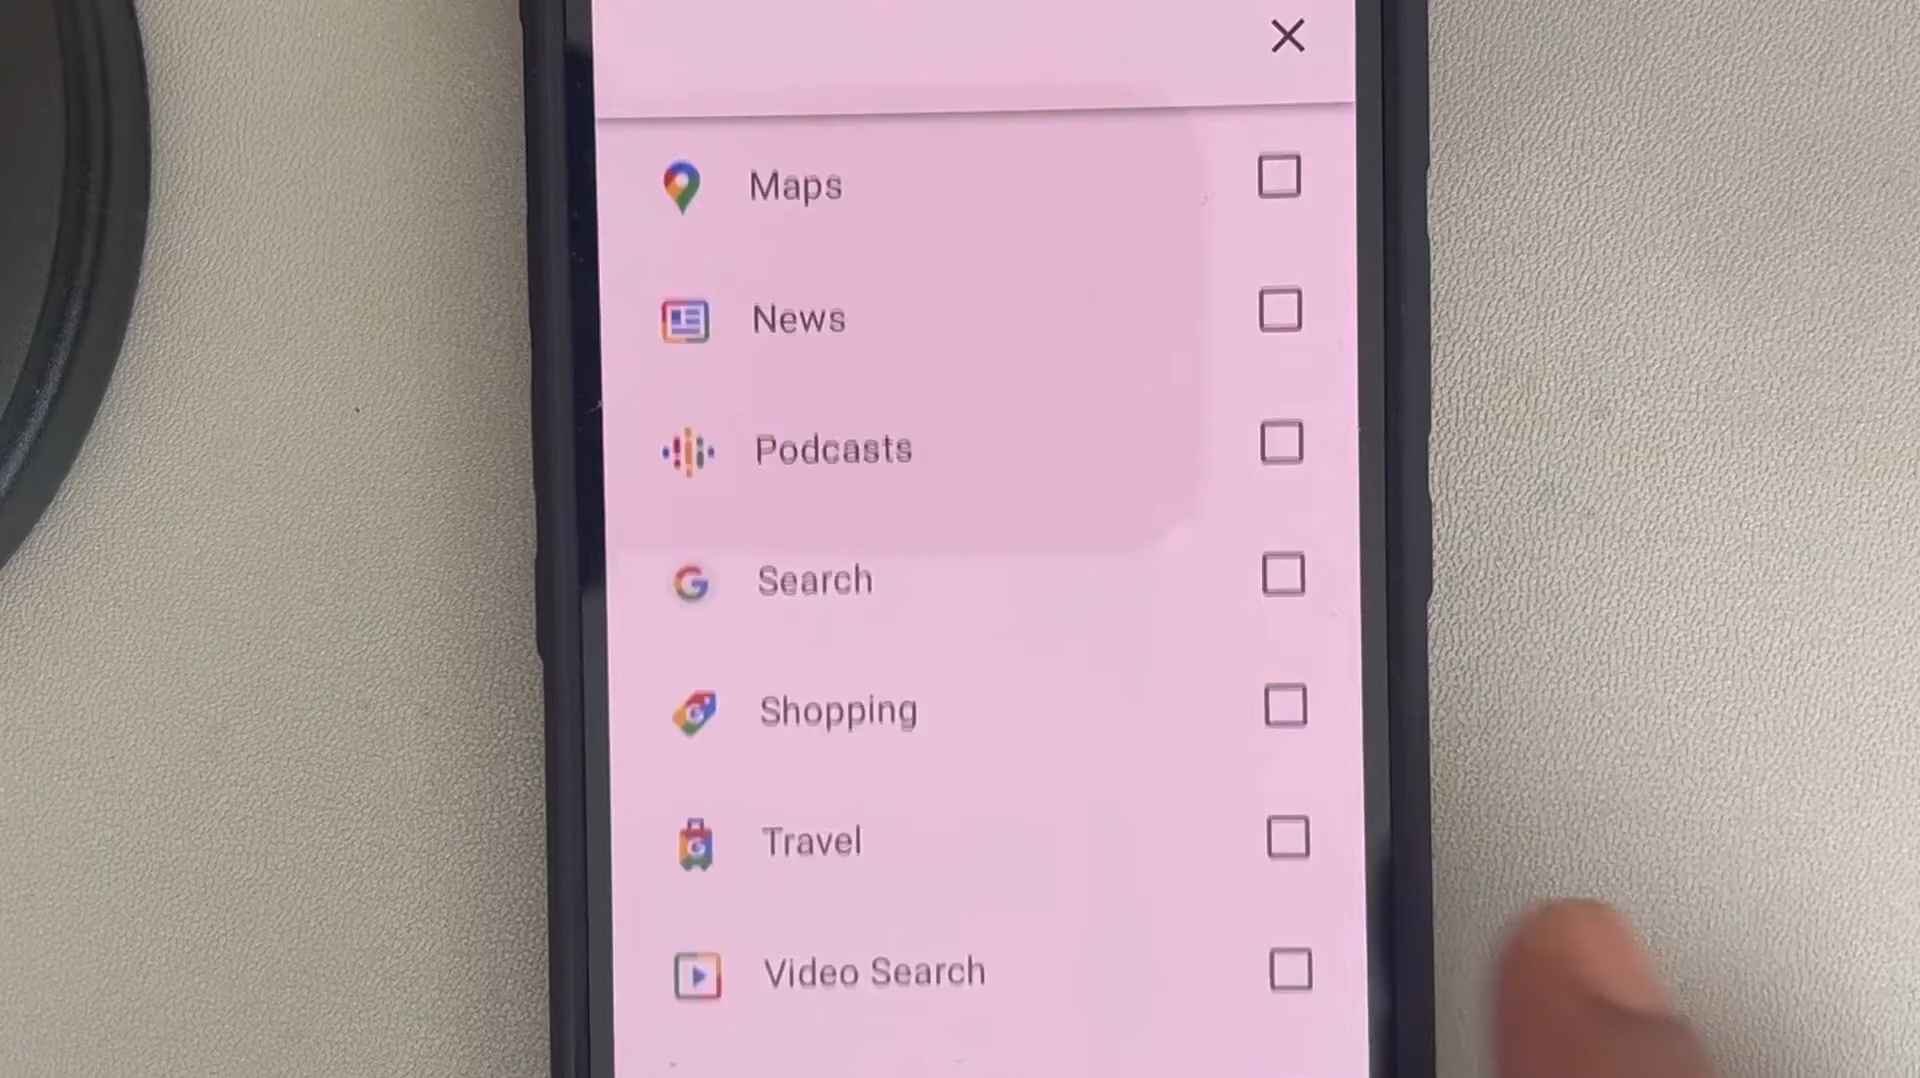 Maps
News
Podcasts
Search
Shopping
Travel
Video Search